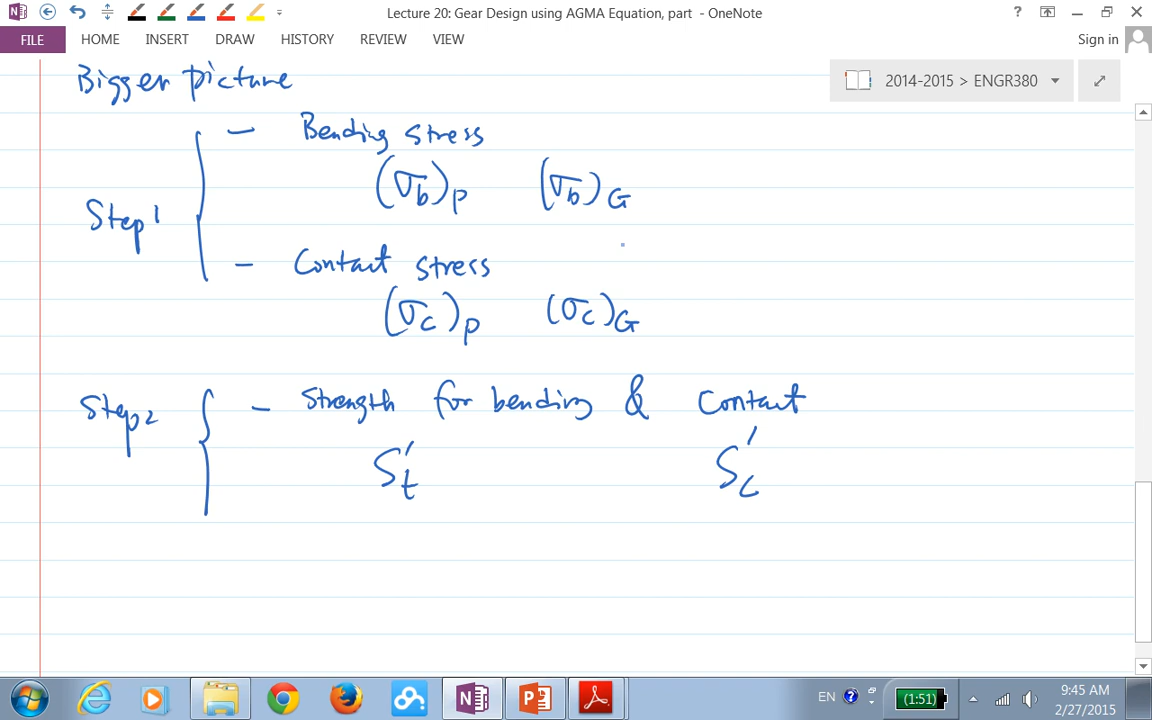 Lecture 20: Gear Design using AGMA Equation, part - OneNote
?
FILE HOME INSERT DRAW HISTORY REVIEW VIEW Sign in
2014-2015 > ENGR380
Bigger picture
Step 1
- Bending stress
(σb)P (σb)G
- Contact stress
(σc)P (σc)G
Step 2
- Strength for bending & Contact
S't S'c
EN ? (1:51) 9:45 AM
2/27/2015